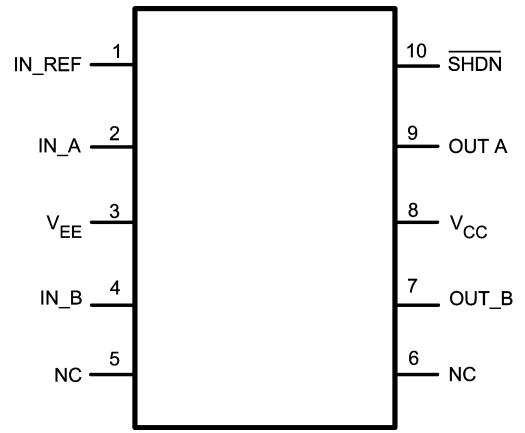 IN_REF 1 10 SHDN
IN_A 2 9 OUT A
VEE 3 8 VCC
IN_B 4 7 OUT_B
NC 5 6 NC